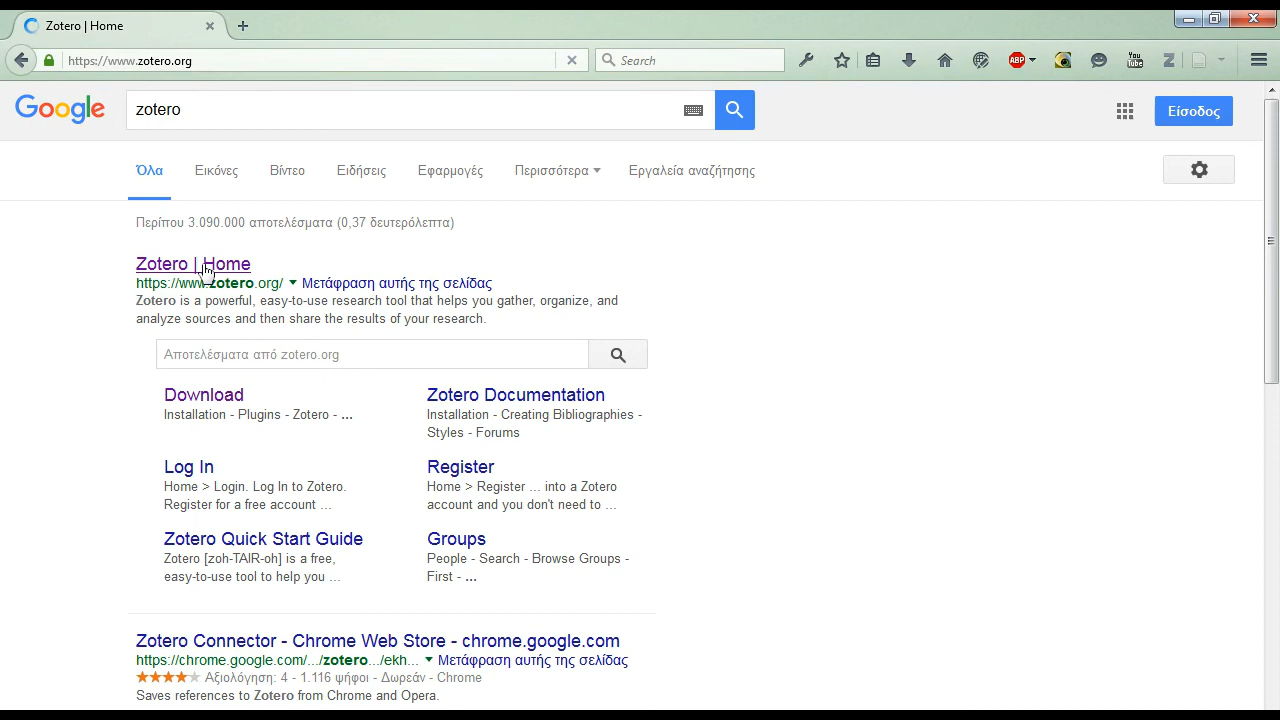 Zotero | Home
https://www.zotero.org
Search
ABP
You
Tube
Z
Google
zotero
Είσοδος
Όλα
Εικόνες
Βίντεο
Ειδήσεις
Εφαρμογές
Περισσότερα
Εργαλεία αναζήτησης
Περίπου 3.090.000 αποτελέσματα (0,37 δευτερόλεπτα)
Zotero | Home
https://www.zotero.org/ Μετάφραση αυτής της σελίδας
Zotero is a powerful, easy-to-use research tool that helps you gather, organize, and
analyze sources and then share the results of your research.
Αποτελέσματα από zotero.org
Download
Installation - Plugins - Zotero - ...
Zotero Documentation
Installation - Creating Bibliographies -
Styles - Forums
Log In
Home > Login. Log In to Zotero.
Register for a free account ...
Register
Home > Register ... into a Zotero
account and you don't need to ...
Zotero Quick Start Guide
Zotero [zoh-TAIR-oh] is a free,
easy-to-use tool to help you ...
Groups
People - Search - Browse Groups -
First - ...
Zotero Connector - Chrome Web Store - chrome.google.com
https://chrome.google.com/.../zotero.../ekh... Μετάφραση αυτής της σελίδας
Αξιολόγηση: 4 - 1.116 ψήφοι - Δωρεάν - Chrome
Saves references to Zotero from Chrome and Opera.